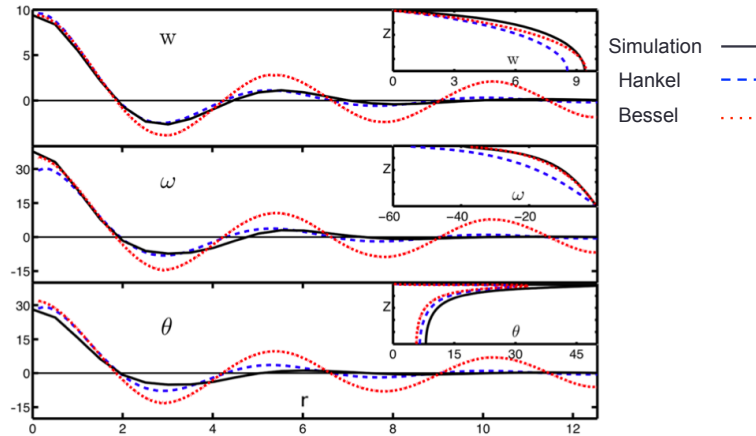 10
5
0
w
z
w
0 3 6 9
Simulation
Hankel
Bessel
30
15
0
-15
ω
z
ω
−60 −40 −20
30
15
0
-15
θ
z
θ
0 15 30 45
r
0 2 4 6 8 10 12